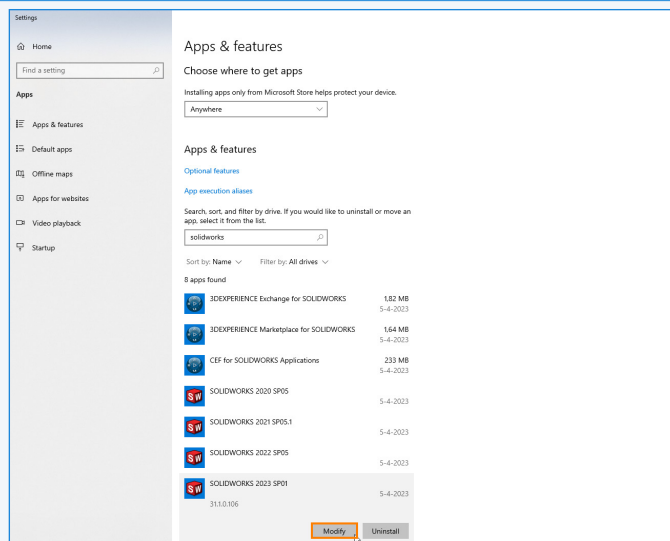 Settings
Home
Find a setting
Apps
Apps & features
Default apps
Offline maps
Apps for websites
Video playback
Startup
Apps & features
Choose where to get apps
Installing apps only from Microsoft Store helps protect your device.
Anywhere
Apps & features
Optional features
App execution aliases
Search, sort, and filter by drive. If you would like to uninstall or move an
app, select it from the list.
solidworks
Sort by: Name Filter by: All drives
8 apps found
3DEXPERIENCE Exchange for SOLIDWORKS 1,82 MB
5-4-2023
3DEXPERIENCE Marketplace for SOLIDWORKS 1,64 MB
5-4-2023
CEF for SOLIDWORKS Applications 233 MB
5-4-2023
SW SOLIDWORKS 2020 SP05
5-4-2023
SW SOLIDWORKS 2021 SP05.1
5-4-2023
SW SOLIDWORKS 2022 SP05
5-4-2023
SW SOLIDWORKS 2023 SP01
5-4-2023
31.1.0.106
Modify Uninstall